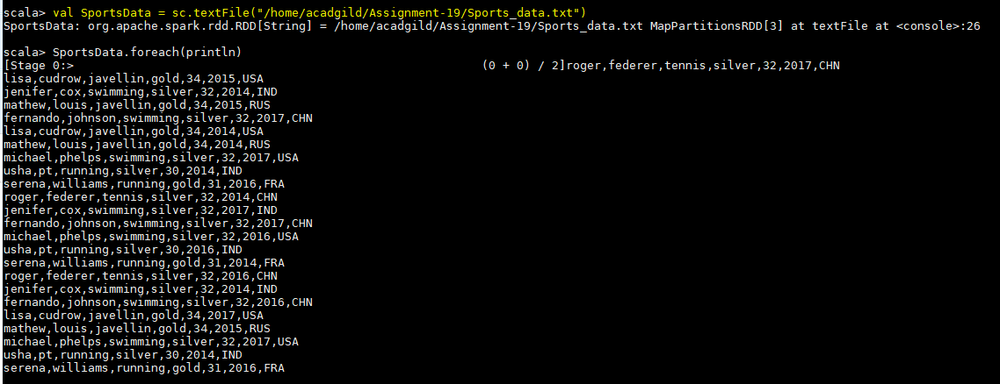 scala> val SportsData = sc.textFile("/home/acadgild/Assignment-19/Sports_data.txt")
SportsData: org.apache.spark.rdd.RDD[String] = /home/acadgild/Assignment-19/Sports_data.txt MapPartitionsRDD[3] at textFile at <console>:26
scala> SportsData.foreach(println)
[Stage 0:> (0 + 0) / 2]roger,federer,tennis,silver,32,2017,CHN
lisa,cudrow,javellin,gold,34,2015,USA
jenifer,cox,swimming,silver,32,2014,IND
mathew,louis,javellin,gold,34,2015,RUS
fernando,johnson,swimming,silver,32,2017,CHN
lisa,cudrow,javellin,gold,34,2014,USA
mathew,louis,javellin,gold,34,2014,RUS
michael,phelps,swimming,silver,32,2017,USA
usha,pt,running,silver,30,2014,IND
serena,williams,running,gold,31,2016,FRA
roger,federer,tennis,silver,32,2014,CHN
jenifer,cox,swimming,silver,32,2017,IND
fernando,johnson,swimming,silver,32,2017,CHN
michael,phelps,swimming,silver,32,2016,USA
usha,pt,running,silver,30,2016,IND
serena,williams,running,gold,31,2014,FRA
roger,federer,tennis,silver,32,2016,CHN
jenifer,cox,swimming,silver,32,2014,IND
fernando,johnson,swimming,silver,32,2016,CHN
lisa,cudrow,javellin,gold,34,2017,USA
mathew,louis,javellin,gold,34,2015,RUS
michael,phelps,swimming,silver,32,2017,USA
usha,pt,running,silver,30,2014,IND
serena,williams,running,gold,31,2016,FRA